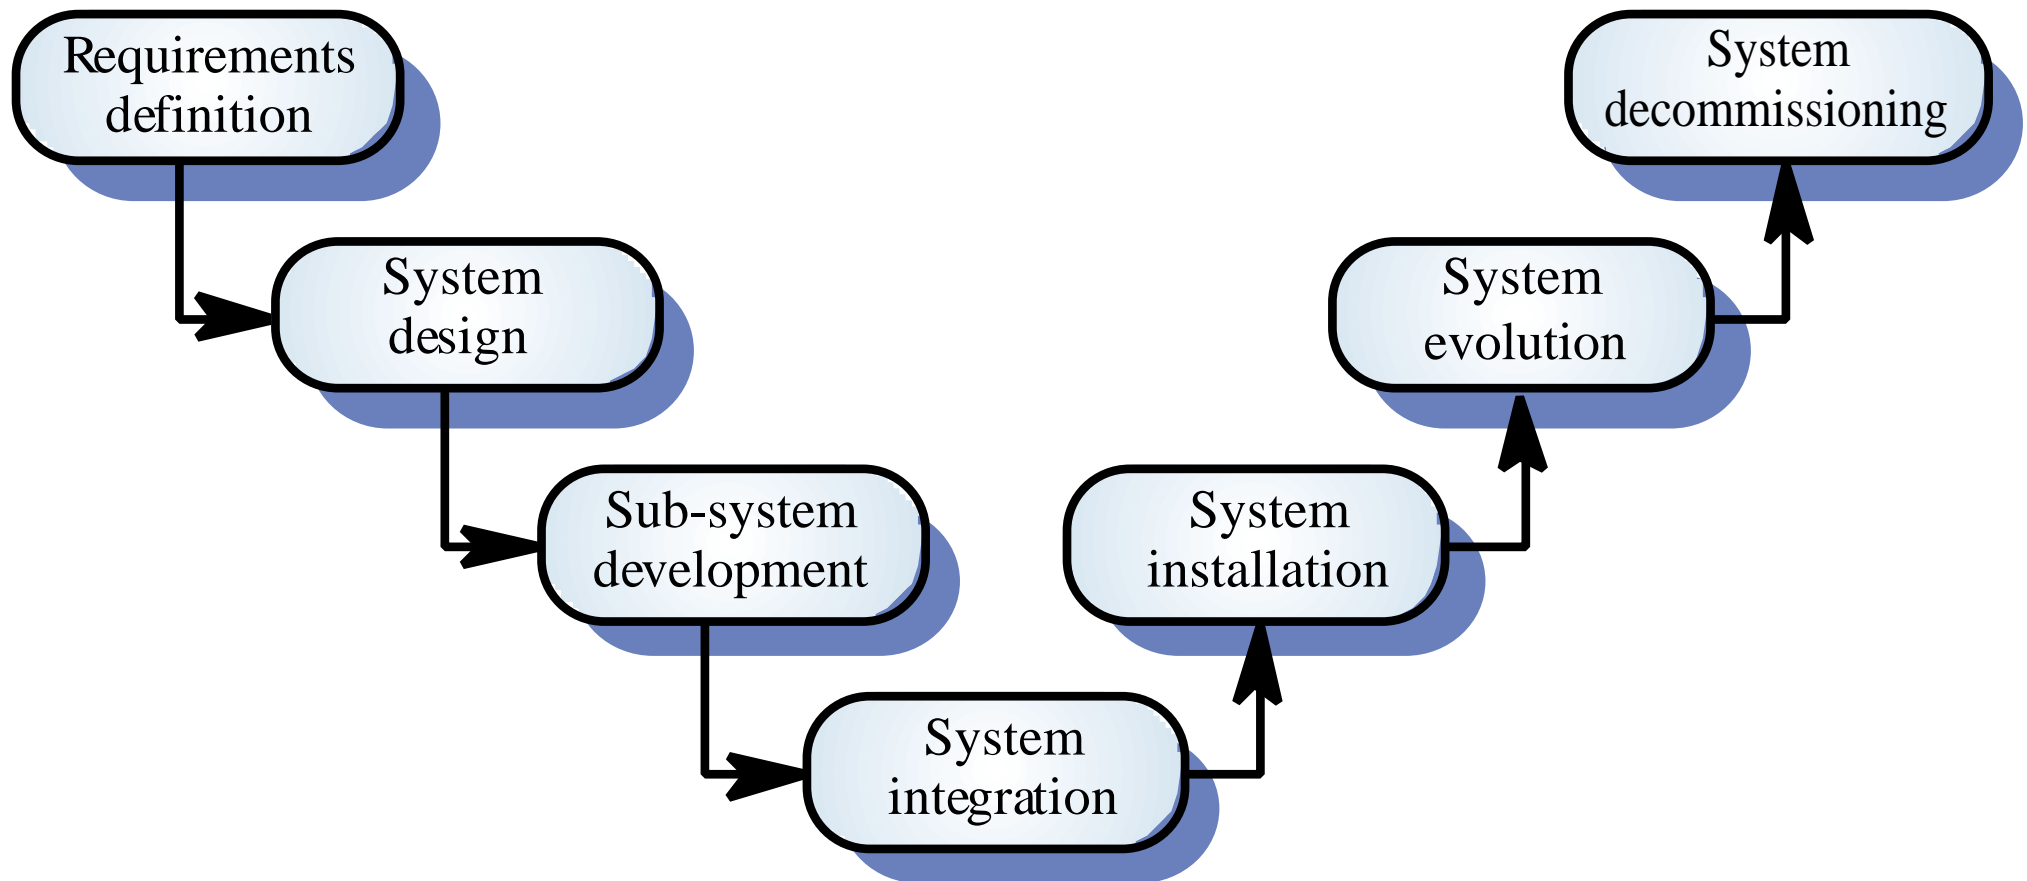 Requirements
definition
System
design
Sub-system
development
System
integration
System
installation
System
evolution
System
decommissioning